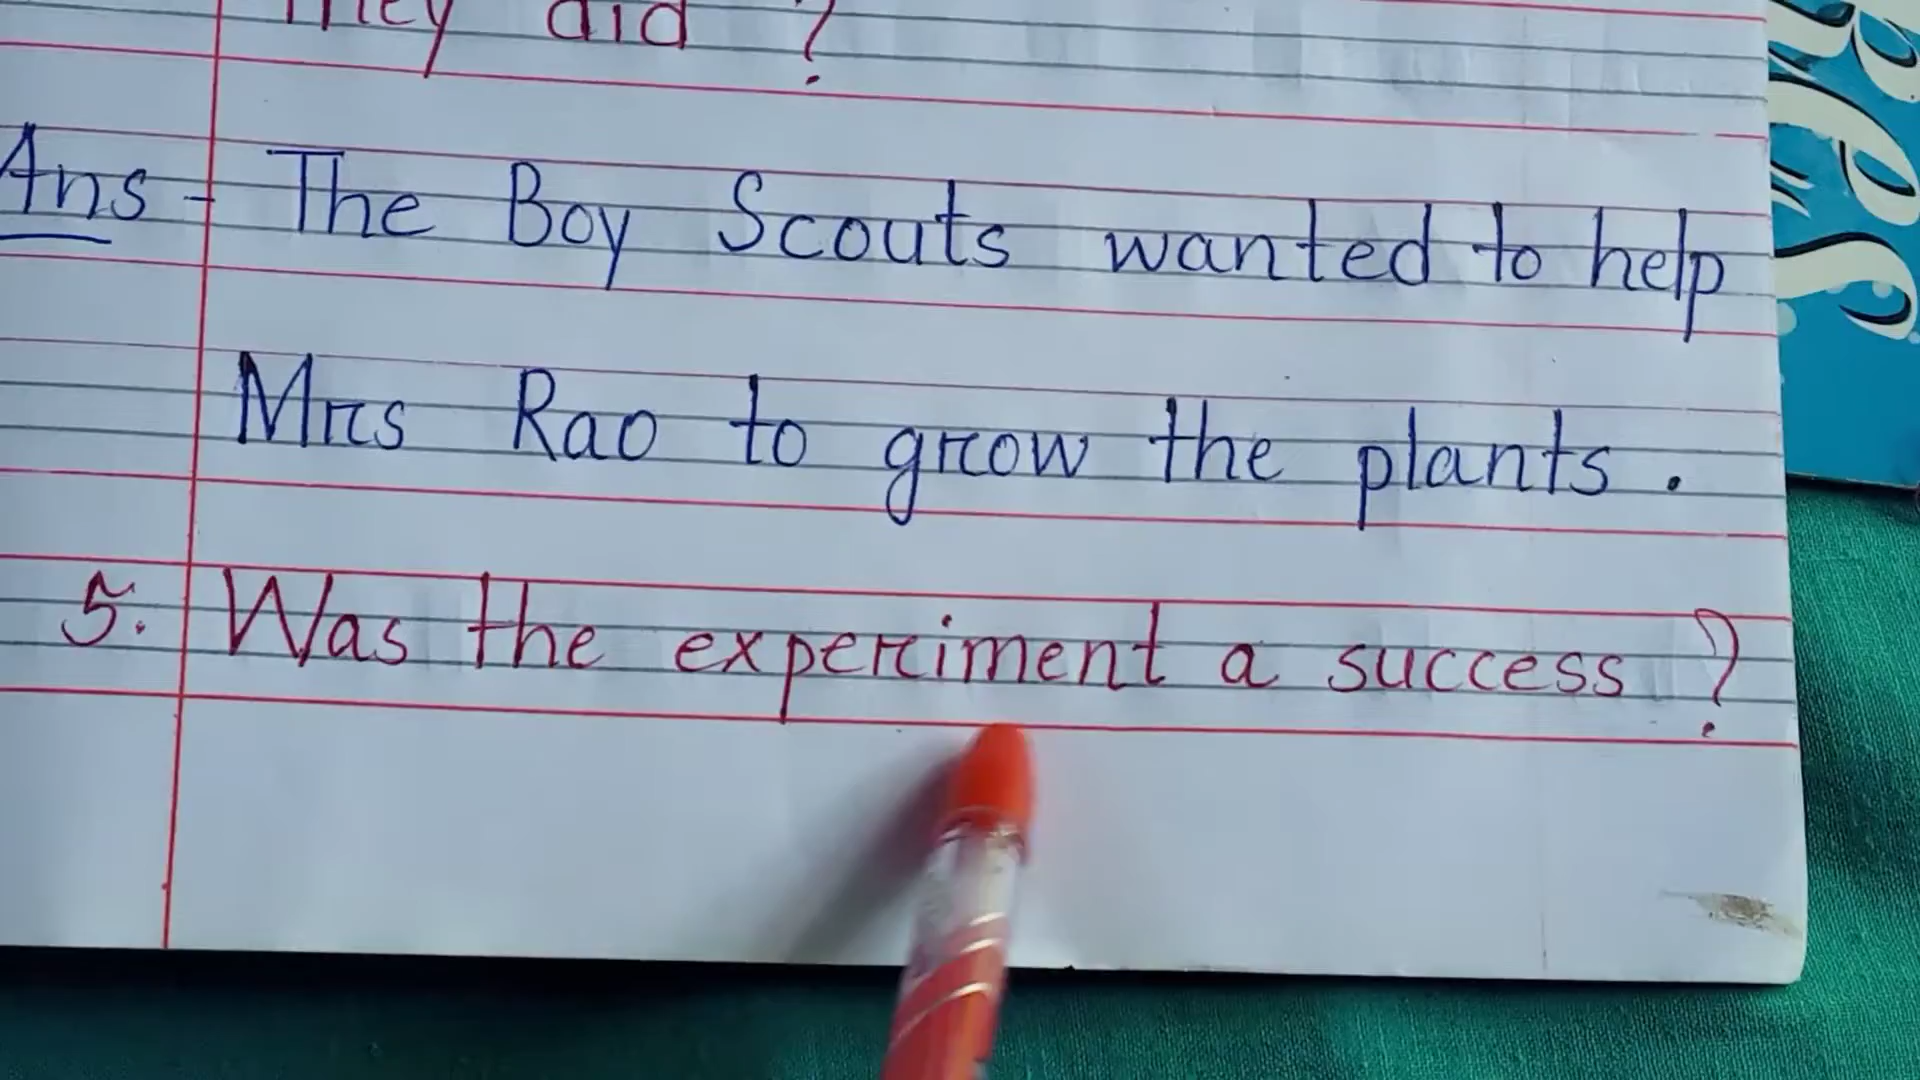 They did ?
Ans - The Boy Scouts wanted to help
Mrs Rao to grow the plants .
5. Was the experiment a success ?